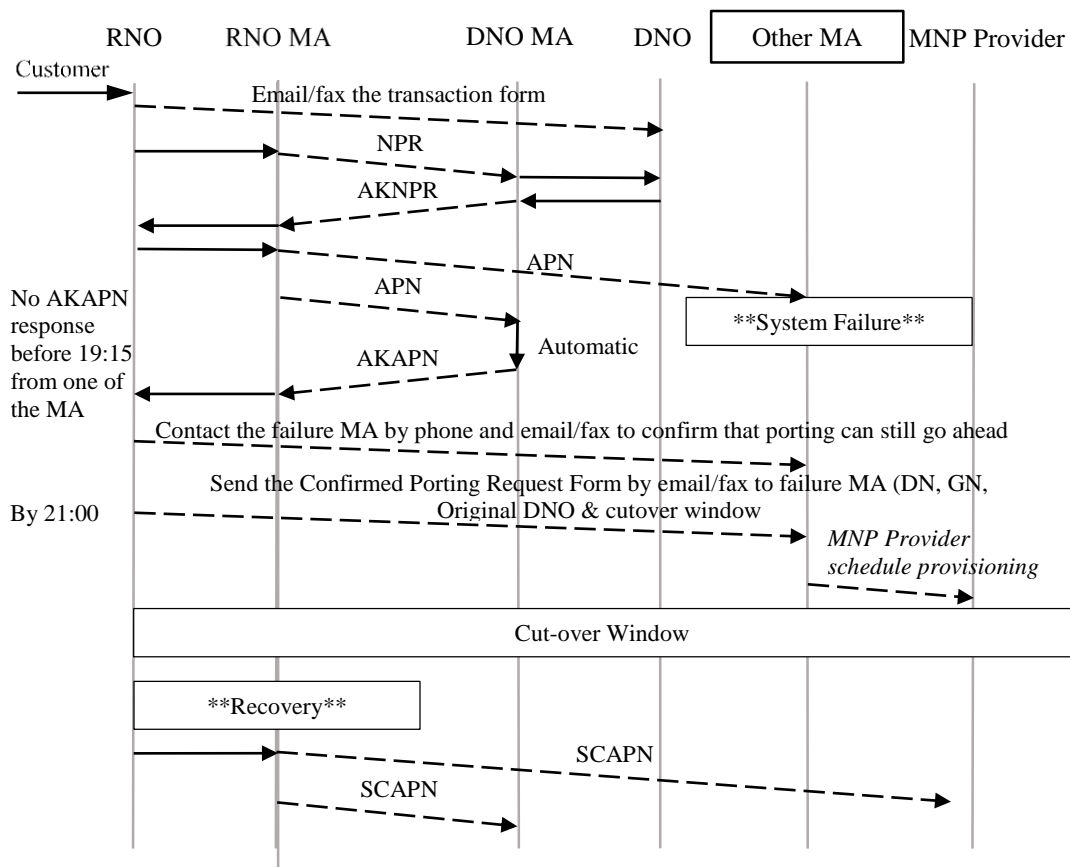 RNO RNO MA DNO MA DNO Other MA MNP Provider
Customer
Email/fax the transaction form
NPR
AKNPR
APN
APN
No AKAPN
response
before 19:15
from one of
the MA
**System Failure**
Automatic
AKAPN
Contact the failure MA by phone and email/fax to confirm that porting can still go ahead
Send the Confirmed Porting Request Form by email/fax to failure MA (DN, GN,
Original DNO & cutover window
By 21:00
MNP Provider
schedule provisioning
Cut-over Window
**Recovery**
SCAPN
SCAPN